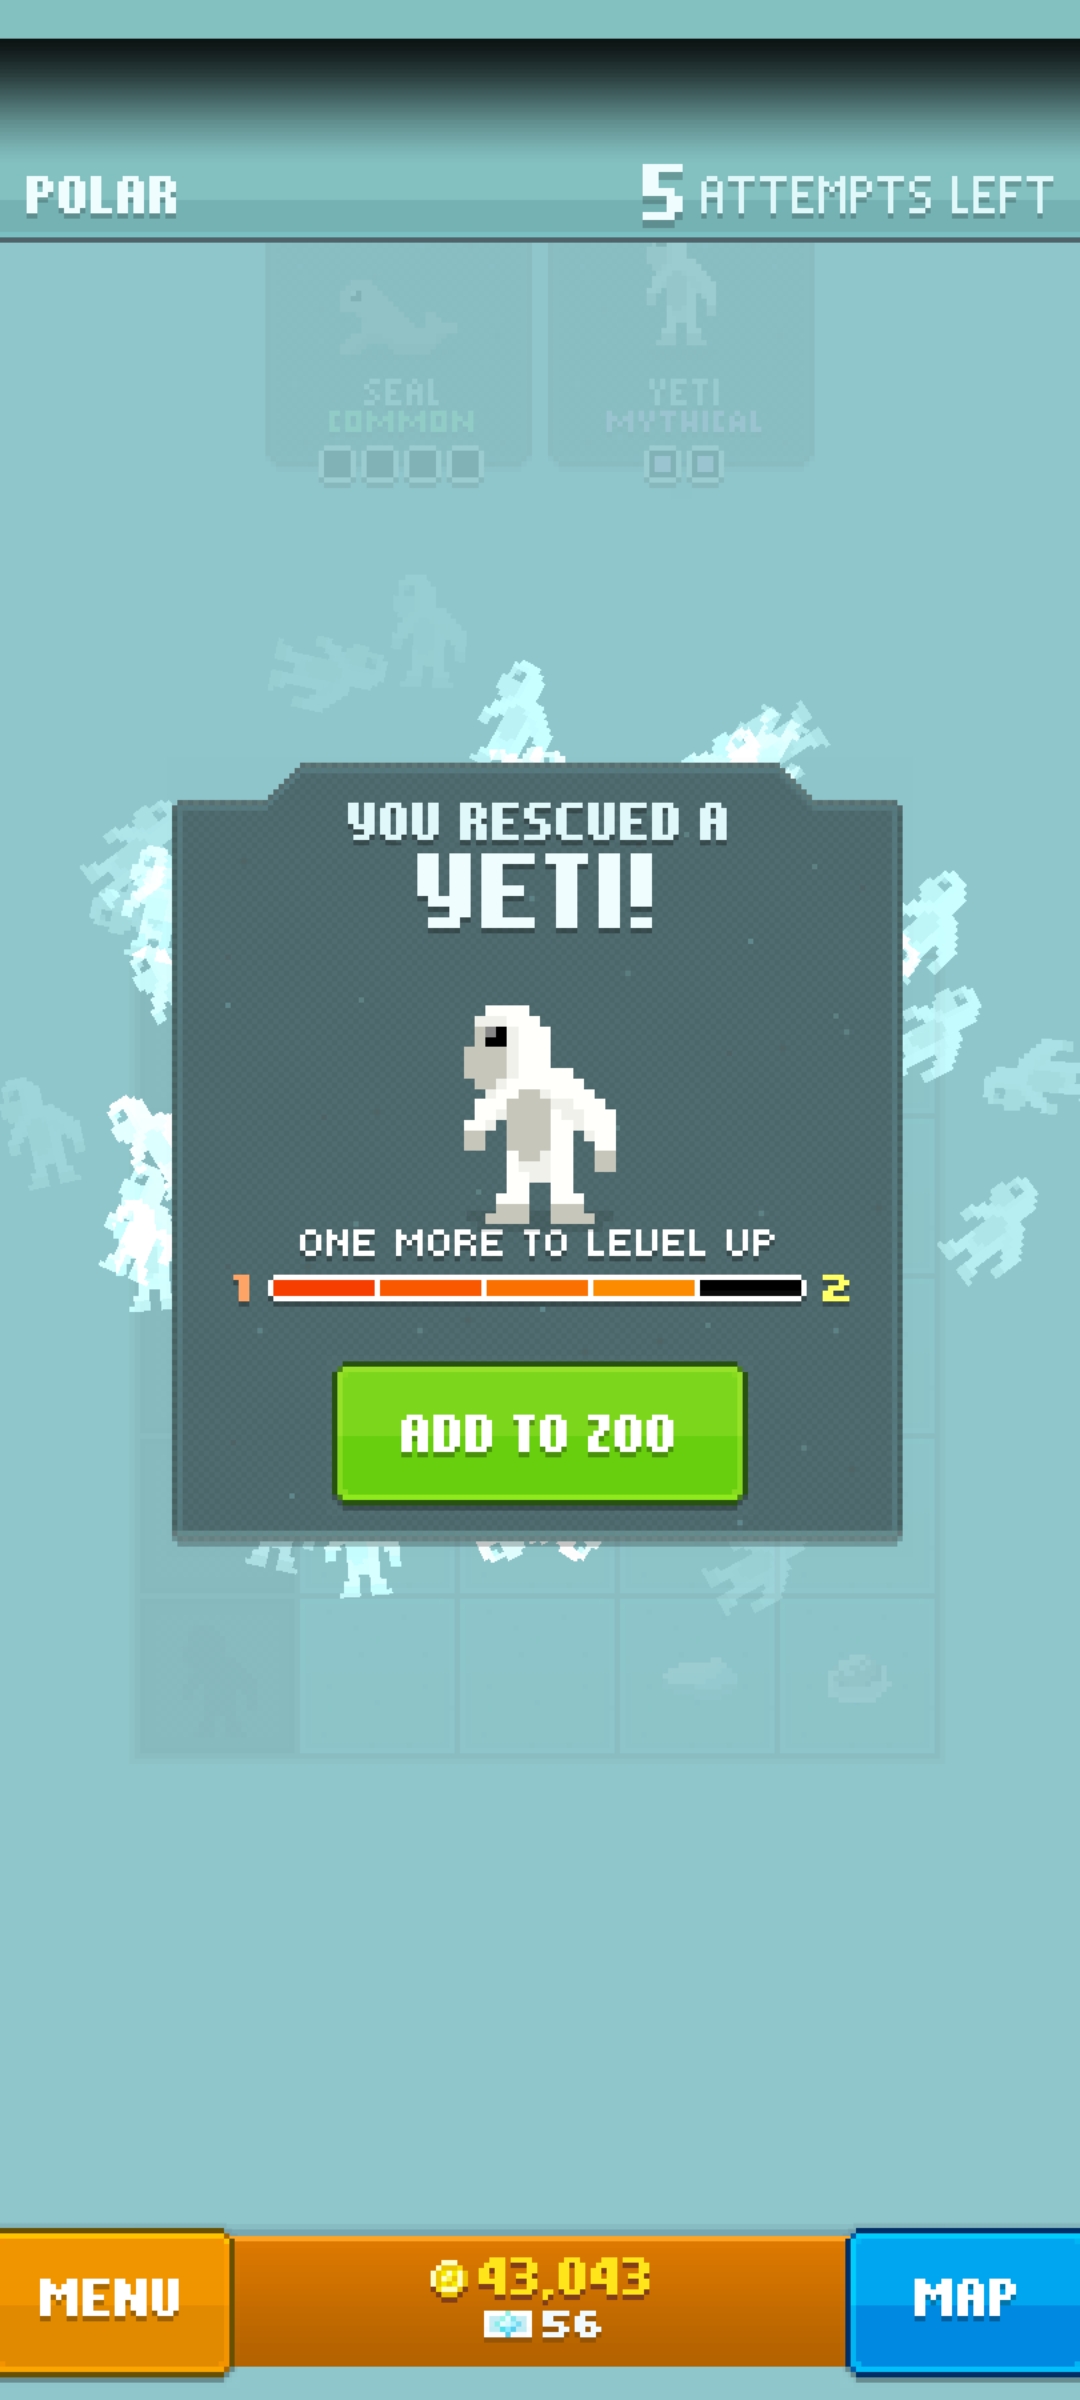 POLAR
5 ATTEMPTS LEFT
SEAL
COMMON
YETI
MYTHICAL
YOU RESCUED A
YETI!
ONE MORE TO LEVEL UP
1 2
ADD TO ZOO
MENU
43,043
56
MAP